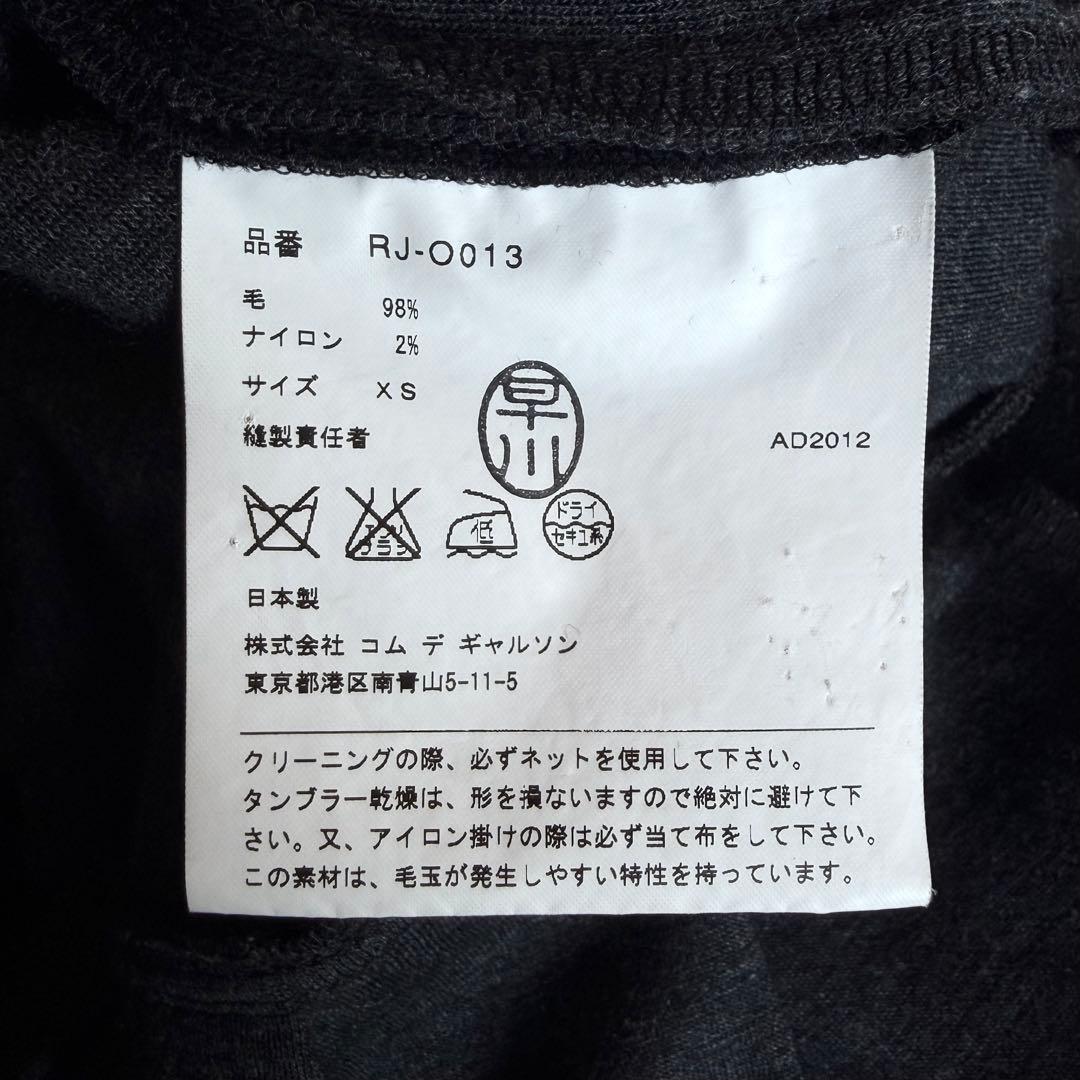 品番 RJ-O013
毛 98%
ナイロン 2%
サイズ XS
縫製責任者
早川
AD2012
エンソ
ブラシ
低
ドライ
セキユ系
日本製
株式会社 コム デ ギャルソン
東京都港区南青山5-11-5
クリーニングの際、必ずネットを使用して下さい。
タンブラー乾燥は、形を損ないますので絶対に避けて下
さい。又、アイロン掛けの際は必ず当て布をして下さい。
この素材は、毛玉が発生しやすい特性を持っています。